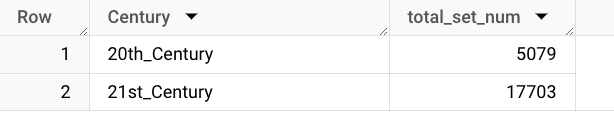 Row Century total_set_num
1 20th_Century 5079
2 21st_Century 17703